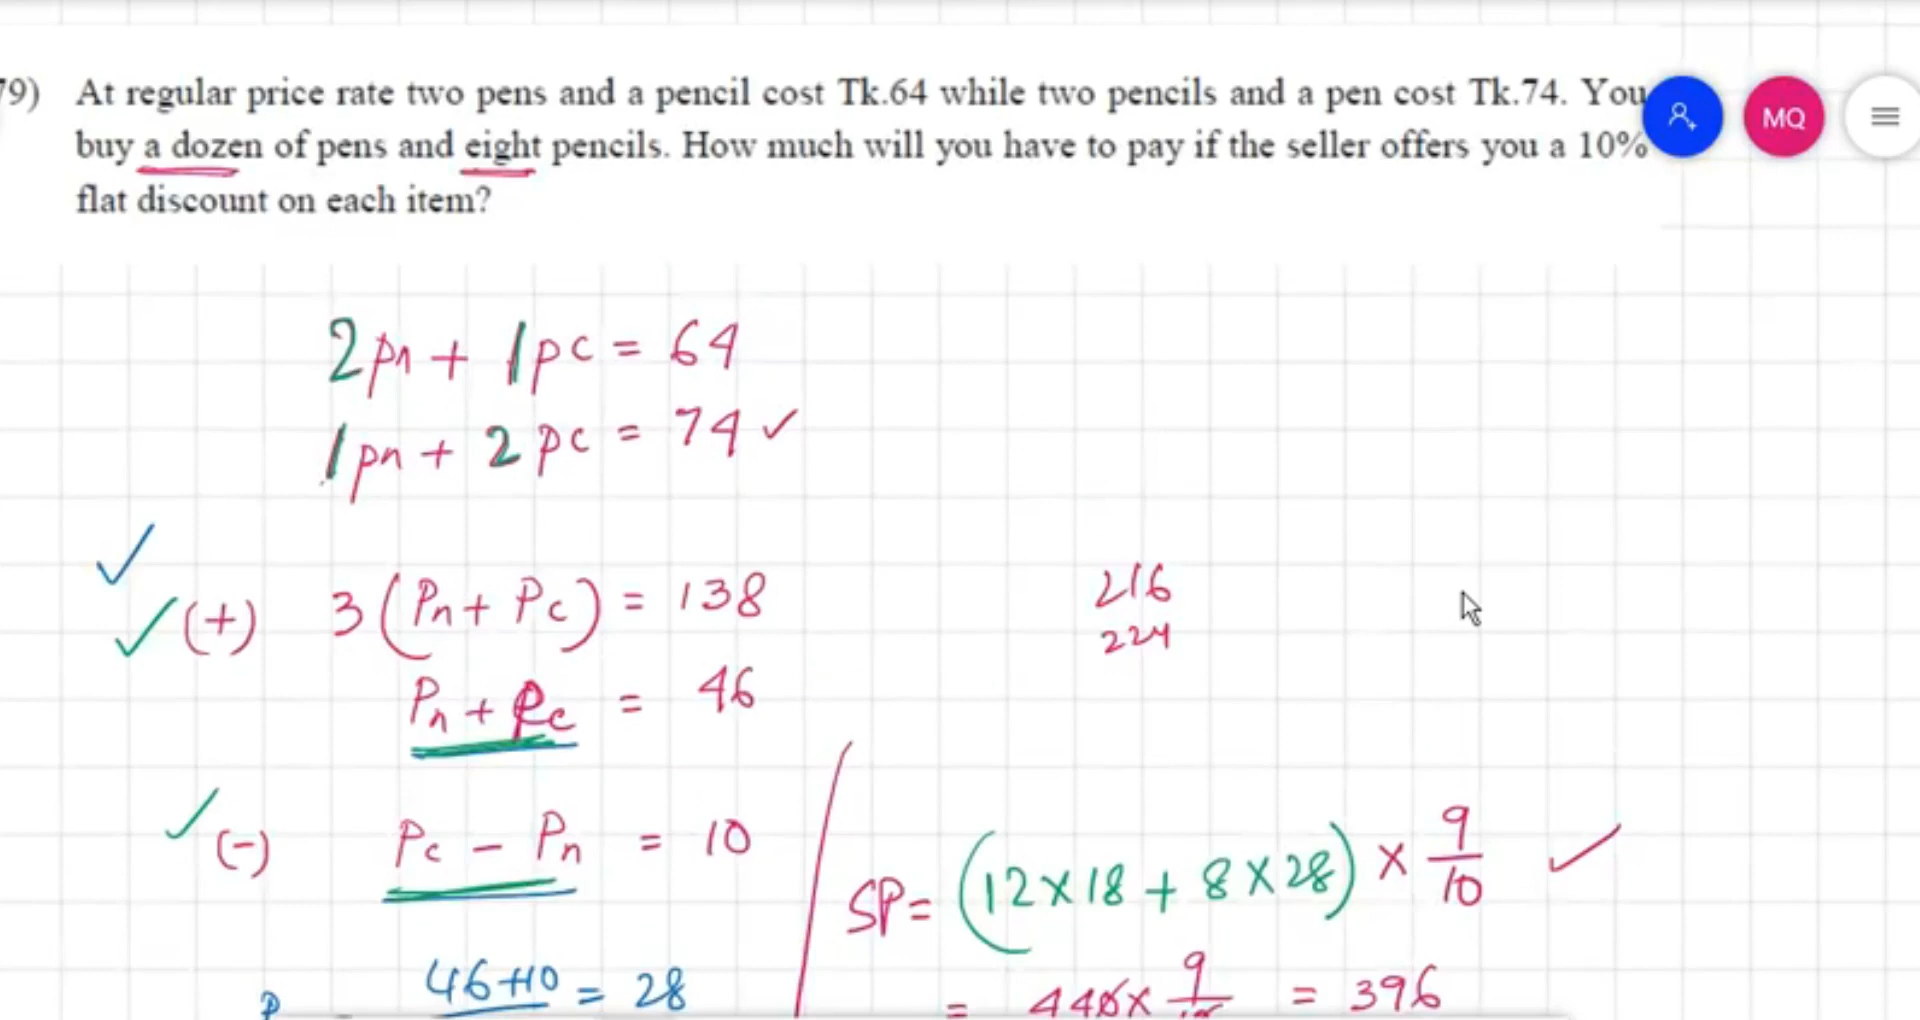 79) At regular price rate two pens and a pencil cost Tk.64 while two pencils and a pen cost Tk.74. You
buy a dozen of pens and eight pencils. How much will you have to pay if the seller offers you a 10%
flat discount on each item?
MQ
2pn + 1pc = 64
1pn + 2pc = 74 ✓
✓
✓ (+) 3(Pn + Pc) = 138
Pn + Pc = 46
216
224
✓ (-) Pc - Pn = 10
46+10 = 28
SP = (12×18 + 8×28) × 9/10 ✓
= 440 × 9/10 = 396